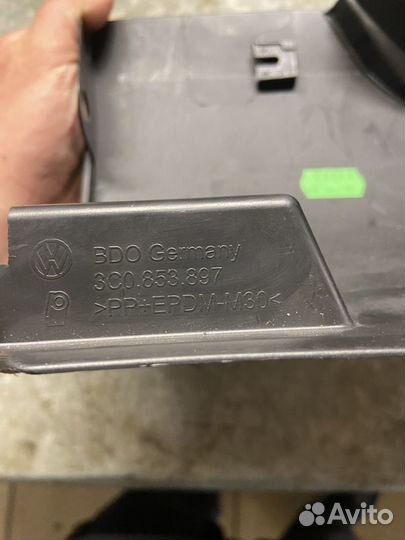 BDO Germany
3C0.853.897
>PP+EPDM-M30<
Avito